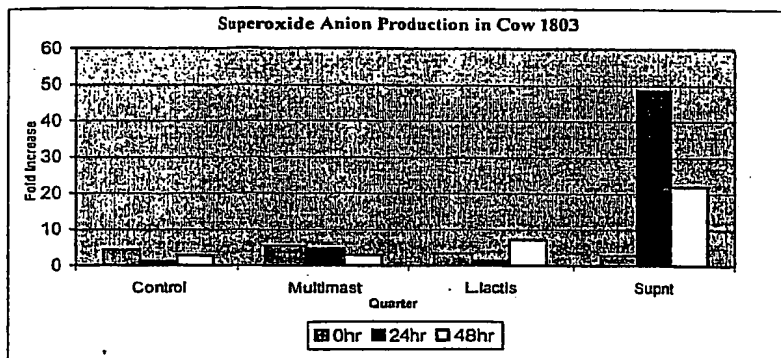 Superoxide Anion Production in Cow 1803
60
50
40
30
20
10
0
Fold Increase
Control Multimast L.lactis Supnt
Quarter
0hr 24hr 48hr